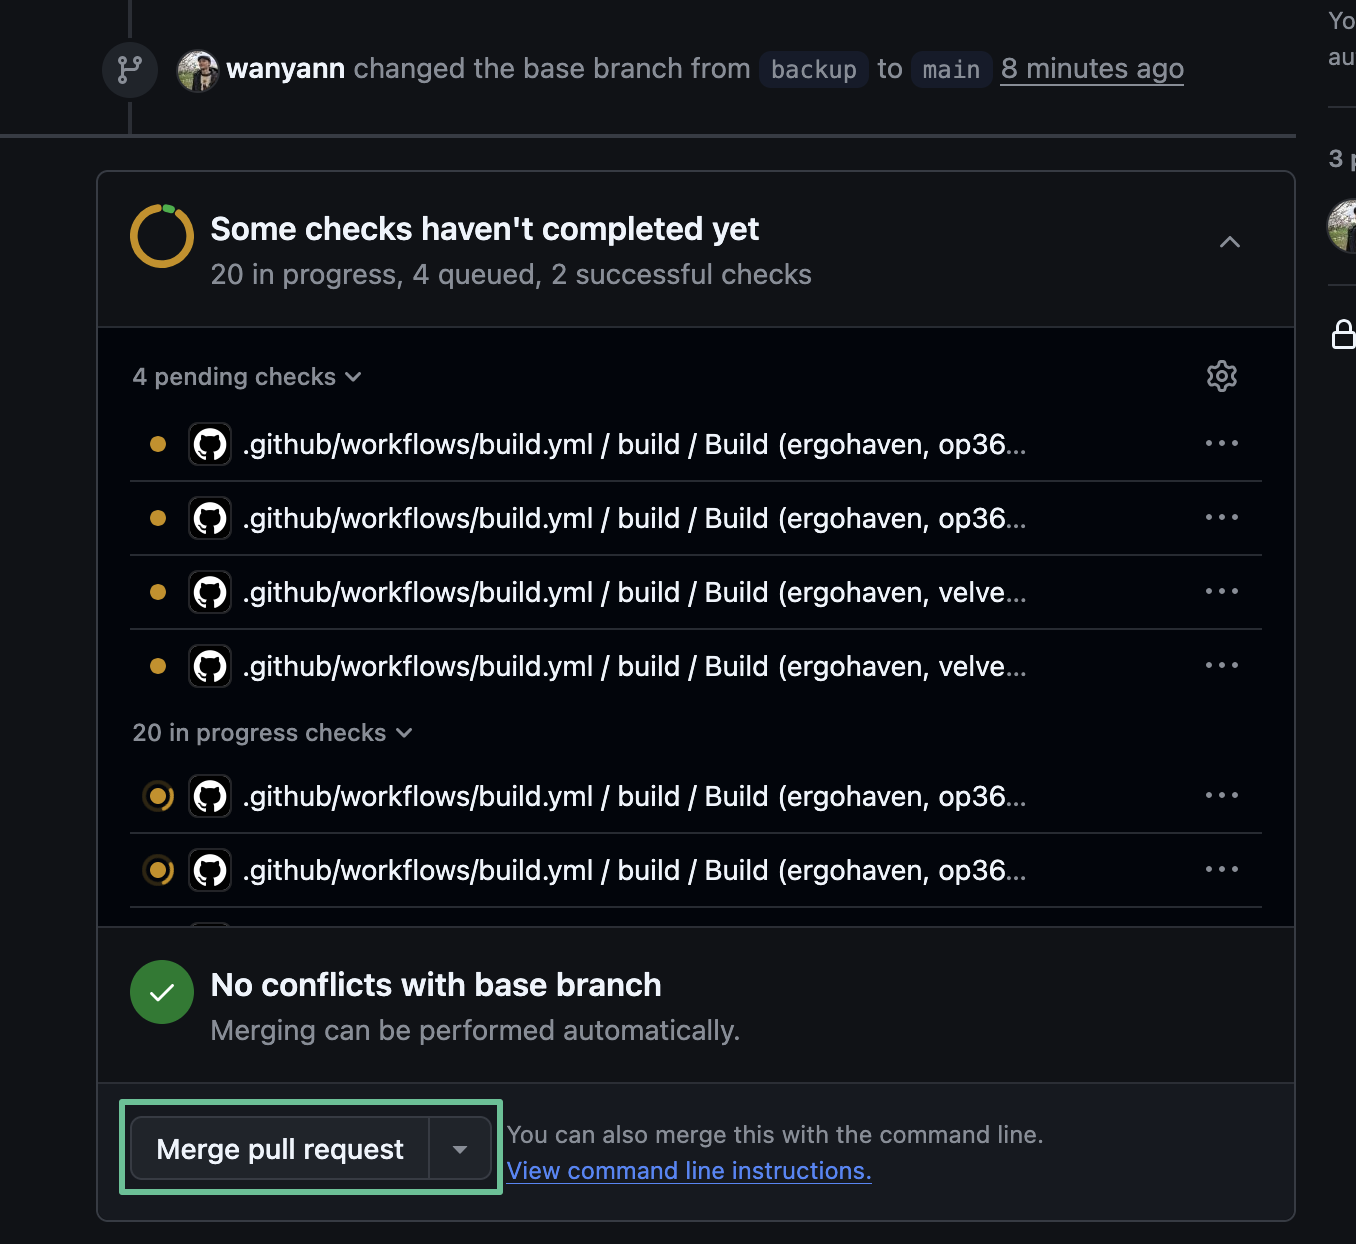 Yo
au
wanyann changed the base branch from backup to main 8 minutes ago
3 p
Some checks haven't completed yet
20 in progress, 4 queued, 2 successful checks
4 pending checks
.github/workflows/build.yml / build / Build (ergohaven, op36...
.github/workflows/build.yml / build / Build (ergohaven, op36...
.github/workflows/build.yml / build / Build (ergohaven, velve...
.github/workflows/build.yml / build / Build (ergohaven, velve...
20 in progress checks
.github/workflows/build.yml / build / Build (ergohaven, op36...
.github/workflows/build.yml / build / Build (ergohaven, op36...
No conflicts with base branch
Merging can be performed automatically.
Merge pull request
You can also merge this with the command line.
View command line instructions.